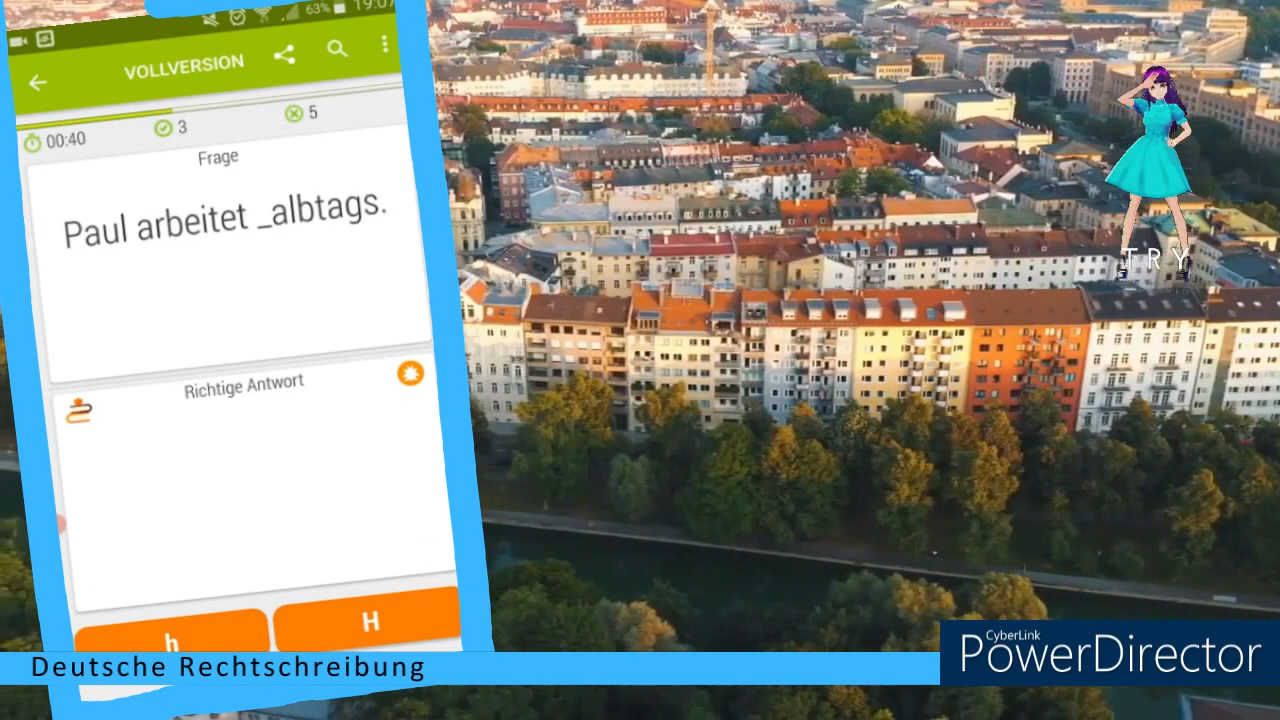 63% 19:07
VOLLVERSION
00:40
3
5
Frage
Paul arbeitet _albtags.
Richtige Antwort
h
H
TRY
Deutsche Rechtschreibung
CyberLink
PowerDirector